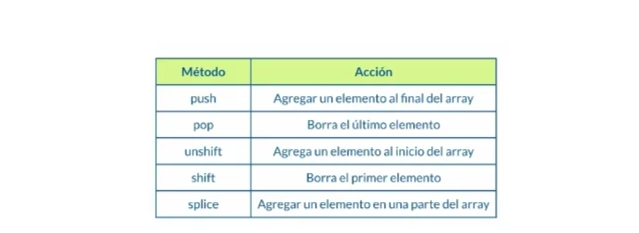 Método Acción
push Agregar un elemento al final del array
pop Borra el último elemento
unshift Agrega un elemento al inicio del array
shift Borra el primer elemento
splice Agregar un elemento en una parte del array